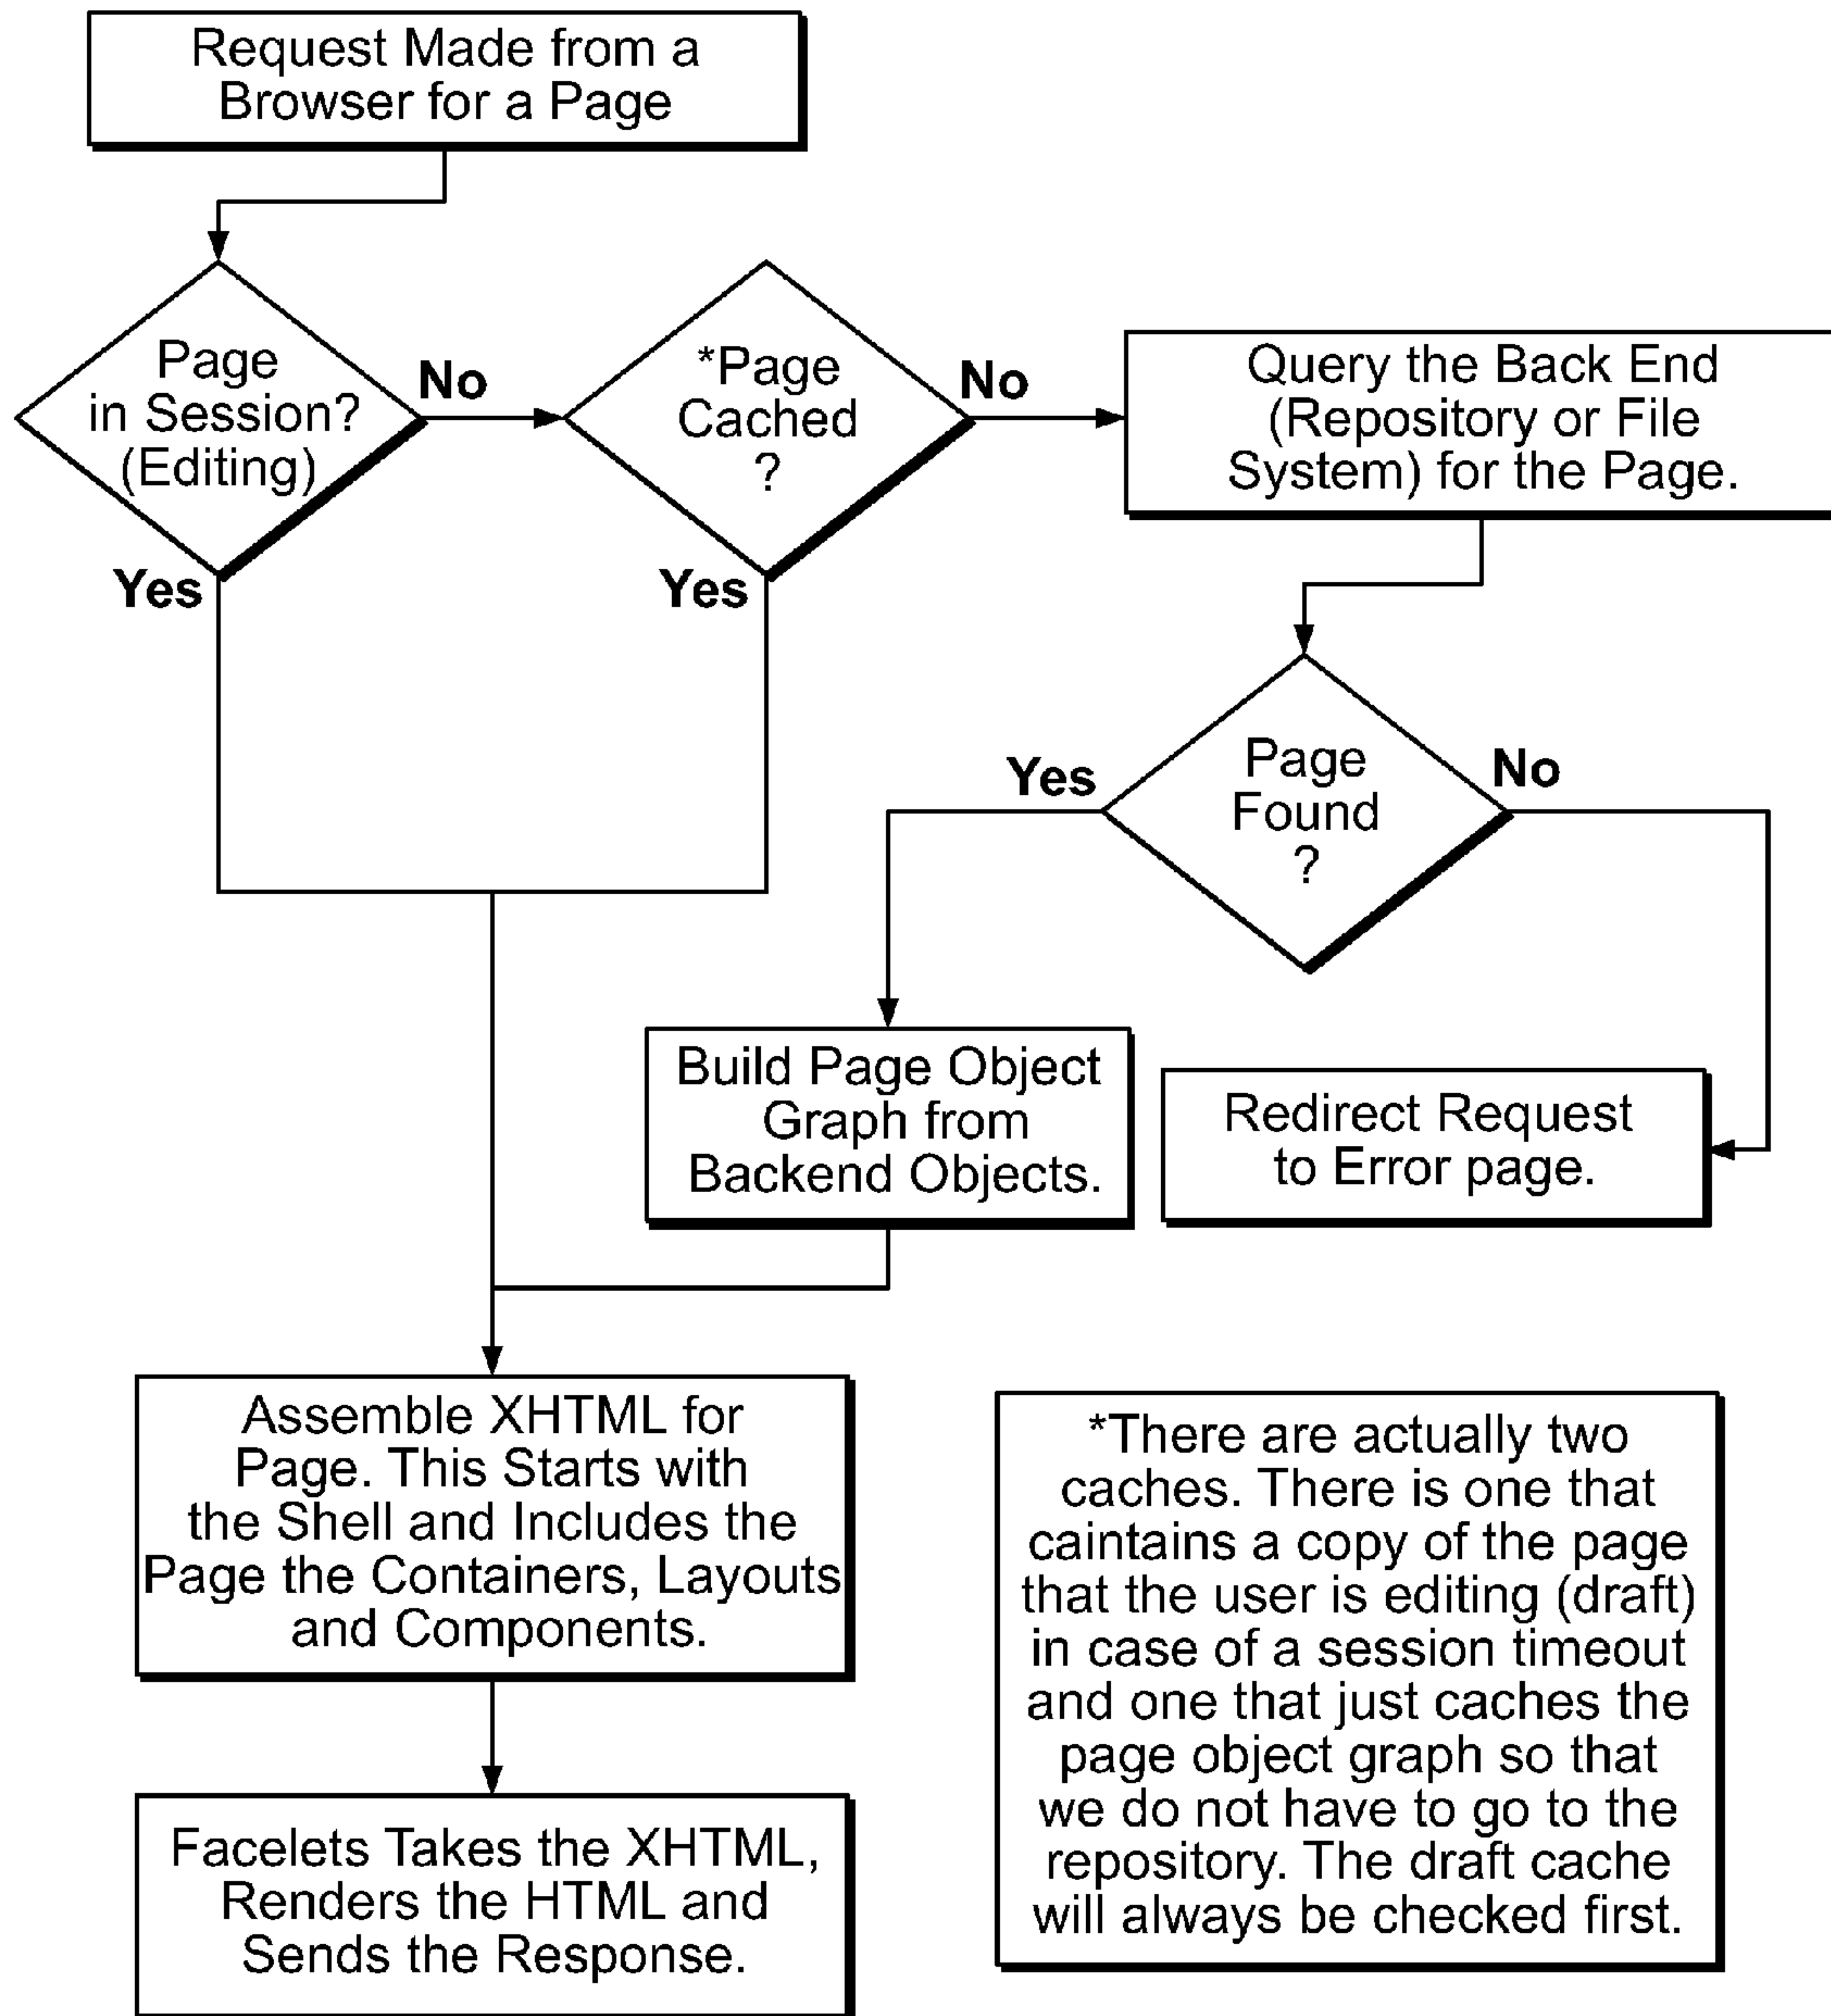 Request Made from a
Browser for a Page
Page
in Session?
(Editing)
No
Yes
*Page
Cached
?
No
Yes
Query the Back End
(Repository or File
System) for the Page.
Page
Found
?
Yes
No
Build Page Object
Graph from
Backend Objects.
Redirect Request
to Error page.
Assemble XHTML for
Page. This Starts with
the Shell and Includes the
Page the Containers, Layouts
and Components.
Facelets Takes the XHTML,
Renders the HTML and
Sends the Response.
*There are actually two
caches. There is one that
caintains a copy of the page
that the user is editing (draft)
in case of a session timeout
and one that just caches the
page object graph so that
we do not have to go to the
repository. The draft cache
will always be checked first.